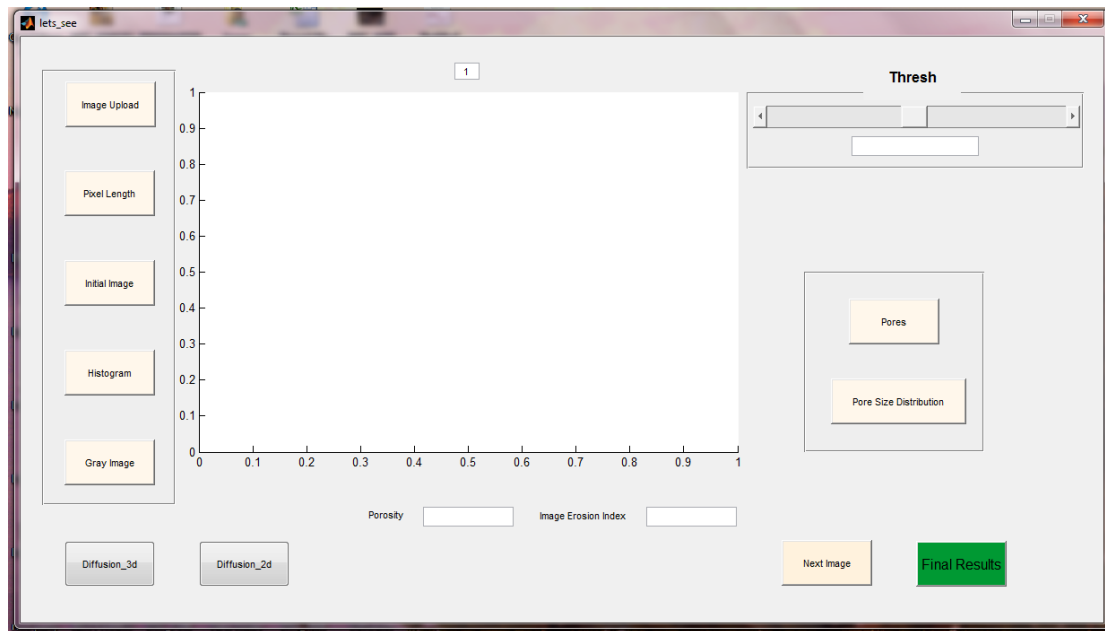 lets_see
1
Thresh
Image Upload
Pixel Length
Initial Image
Histogram
Gray Image
1
0.9
0.8
0.7
0.6
0.5
0.4
0.3
0.2
0.1
0
0 0.1 0.2 0.3 0.4 0.5 0.6 0.7 0.8 0.9 1
Pores
Pore Size Distribution
Porosity Image Erosion Index
Diffusion_3d Diffusion_2d Next Image Final Results